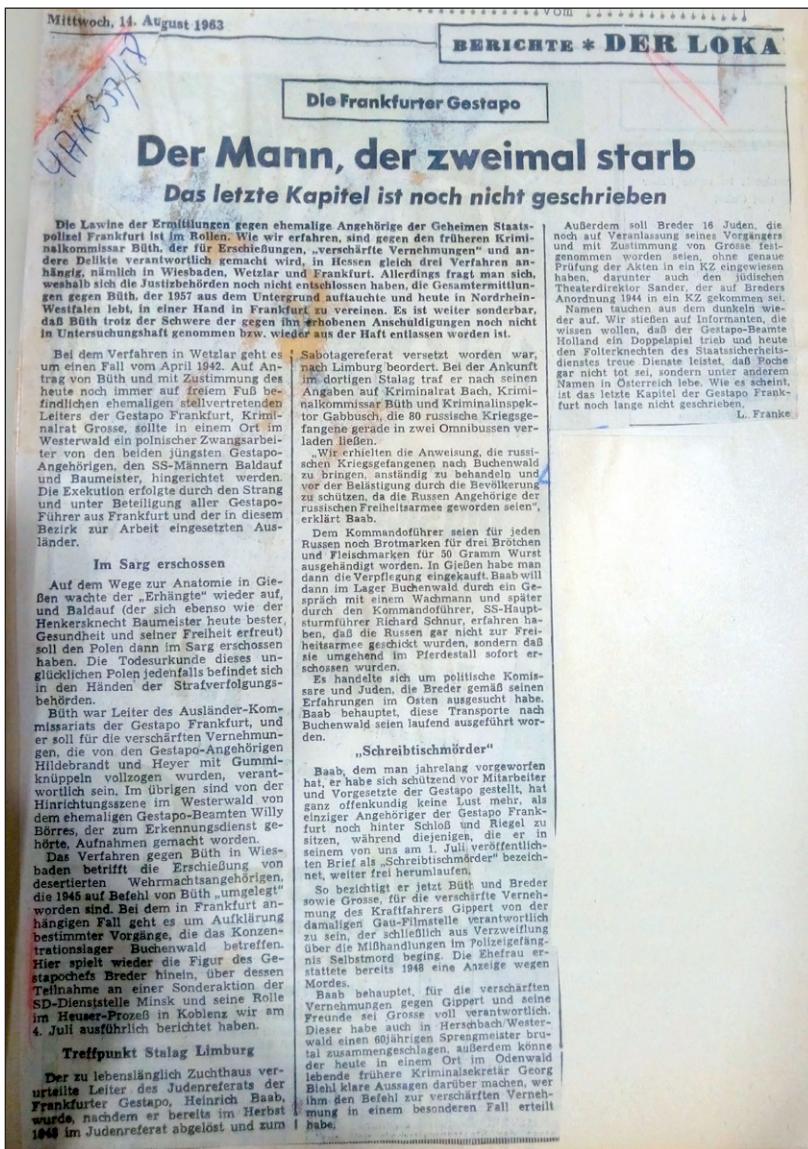 Mittwoch, 14. August 1963
vom
BERICHTE * DER LOKA
4AK 557/18
Die Frankfurter Gestapo
Der Mann, der zweimal starb
Das letzte Kapitel ist noch nicht geschrieben
Die Lawine der Ermittlungen gegen ehemalige Angehörige der Geheimen Staats-
polizei Frankfurt ist im Rollen. Wie wir erfahren, sind gegen den früheren Krimi-
nalkommissar Büth, der für Erschießungen, „verschärfte Vernehmungen" und an-
dere Delikte verantwortlich gemacht wird, in Hessen gleich drei Verfahren an-
hängig, nämlich in Wiesbaden, Wetzlar und Frankfurt. Allerdings fragt man sich,
weshalb sich die Justizbehörden noch nicht entschlossen haben, die Gesamtermittlun-
gen gegen Büth, der 1957 aus dem Untergrund auftauchte und heute in Nordrhein-
Westfalen lebt, in einer Hand in Frankfurt zu vereinen. Es ist weiter sonderbar,
daß Büth trotz der Schwere der gegen ihn erhobenen Anschuldigungen noch nicht
in Untersuchungshaft genommen bzw. wieder aus der Haft entlassen worden ist.
Bei dem Verfahren in Wetzlar geht es
um einen Fall vom April 1942. Auf An-
trag von Büth und mit Zustimmung des
heute noch immer auf freiem Fuß be-
findlichen ehemaligen stellvertretenden
Leiters der Gestapo Frankfurt, Krimi-
nalrat Grosse, sollte in einem Ort im
Westerwald ein polnischer Zwangsarbei-
ter von den beiden jüngsten Gestapo-
Angehörigen, den SS-Männern Baldauf
und Baumeister, hingerichtet werden.
Die Exekution erfolgte durch den Strang
und unter Beteiligung aller Gestapo-
Führer aus Frankfurt und der in diesem
Bezirk zur Arbeit eingesetzten Aus-
länder.
Im Sarg erschossen
Auf dem Wege zur Anatomie in Gie-
ßen wachte der „Erhängte" wieder auf,
und Baldauf (der sich ebenso wie der
Henkersknecht Baumeister heute bester
Gesundheit und seiner Freiheit erfreut)
soll den Polen dann im Sarg erschossen
haben. Die Todesurkunde dieses un-
glücklichen Polen jedenfalls befindet sich
in den Händen der Strafverfolgungs-
behörden.
Büth war Leiter des Ausländer-Kom-
missariats der Gestapo Frankfurt, und
er soll für die verschärften Vernehmun-
gen, die von den Gestapo-Angehörigen
Hildebrandt und Heyer mit Gummi-
knüppeln vollzogen wurden, verant-
wortlich sein. Im übrigen sind von der
Hinrichtungsszene im Westerwald von
dem ehemaligen Gestapo-Beamten Willy
Börres, der zum Erkennungsdienst ge-
hörte, Aufnahmen gemacht worden.
Das Verfahren gegen Büth in Wies-
baden betrifft die Erschießung von
desertierten Wehrmachtsangehörigen,
die 1945 auf Befehl von Büth „umgelegt"
worden sind. Bei dem in Frankfurt an-
hängigen Fall geht es um Aufklärung
bestimmter Vorgänge, die das Konzen-
trationslager Buchenwald betreffen.
Hier spielt wieder die Figur des Ge-
stapochefs Breder hinein, über dessen
Teilnahme an einer Sonderaktion der
SD-Dienststelle Minsk und seine Rolle
im Heuser-Prozeß in Koblenz wir am
4. Juli ausführlich berichtet haben.
Treffpunkt Stalag Limburg
Der zu lebenslänglich Zuchthaus ver-
urteilte Leiter des Judenreferats der
Frankfurter Gestapo, Heinrich Baab,
wurde, nachdem er bereits im Herbst
1943 im Judenreferat abgelöst und zum
Sabotagereferat versetzt worden war,
nach Limburg beordert. Bei der Ankunft
im dortigen Stalag traf er nach seinen
Angaben auf Kriminalrat Bach, Krimi-
nalkommissar Büth und Kriminalinspek-
tor Gabbusch, die 80 russische Kriegsge-
fangene gerade in zwei Omnibussen ver-
laden ließen.
„Wir erhielten die Anweisung, die russi-
schen Kriegsgefangenen nach Buchenwald
zu bringen, anständig zu behandeln und
vor der Belästigung durch die Bevölkerung
zu schützen, da die Russen Angehörige der
russischen Freiheitsarmee geworden seien",
erklärt Baab.
Dem Kommandoführer seien für jeden
Russen noch Brotmarken für drei Brötchen
und Fleischmarken für 50 Gramm Wurst
ausgehändigt worden. In Gießen habe man
dann die Verpflegung eingekauft. Baab will
dann im Lager Buchenwald durch ein Ge-
spräch mit einem Wachmann und später
durch den Kommandoführer, SS-Haupt-
sturmführer Richard Schnur, erfahren ha-
ben, daß die Russen gar nicht zur Frei-
heitsarmee geschickt wurden, sondern daß
sie umgehend im Pferdestall sofort er-
schossen wurden.
Es handelte sich um politische Komis-
sare und Juden, die Breder gemäß seinen
Erfahrungen im Osten ausgesucht habe.
Baab behauptet, diese Transporte nach
Buchenwald seien laufend ausgeführt wor-
den.
„Schreibtischmörder"
Baab, dem man jahrelang vorgeworfen
hat, er habe sich schützend vor Mitarbeiter
und Vorgesetzte der Gestapo gestellt, hat
ganz offenkundig keine Lust mehr, als
einziger Angehöriger der Gestapo Frank-
furt noch hinter Schloß und Riegel zu
sitzen, während diejenigen, die er in
seinem von uns am 1. Juli veröffentlich-
ten Brief als „Schreibtischmörder" bezeich-
net, weiter frei herumlaufen.
So bezichtigt er jetzt Büth und Breder
sowie Grosse, für die verschärfte Verneh-
mung des Kraftfahrers Gippert von der
damaligen Gau-Filmstelle verantwortlich
zu sein, der schließlich aus Verzweiflung
über die Mißhandlungen im Polizeigefäng-
nis Selbstmord beging. Die Ehefrau er-
stattete bereits 1948 eine Anzeige wegen
Mordes.
Baab behauptet, für die verschärften
Vernehmungen gegen Gippert und seine
Freunde sei Grosse voll verantwortlich.
Dieser habe auch in Herschbach/Wester-
wald einen 60jährigen Sprengmeister bru-
tal zusammengeschlagen, außerdem könne
der heute in einem Ort im Odenwald
lebende frühere Kriminalsekretär Georg
Biehl klare Aussagen darüber machen, wer
ihm den Befehl zur verschärften Verneh-
mung in einem besonderen Fall erteilt
habe.
Außerdem soll Breder 16 Juden, die
noch auf Veranlassung seines Vorgängers
und mit Zustimmung von Grosse fest-
genommen worden seien, ohne genaue
Prüfung der Akten in ein KZ eingewiesen
haben, darunter auch den jüdischen
Theaterdirektor Sander, der auf Breders
Anordnung 1944 in ein KZ gekommen sei.
Namen tauchen aus dem dunkeln wie-
der auf. Wir stießen auf Informanten, die
wissen wollen, daß der Gestapo-Beamte
Holland ein Doppelspiel trieb und heute
den Folterknechten des Staatssicherheits-
dienstes treue Dienste leistet, daß Poche
gar nicht tot sei, sondern unter anderem
Namen in Österreich lebe. Wie es scheint,
ist das letzte Kapitel der Gestapo Frank-
furt noch lange nicht geschrieben.
L. Franke